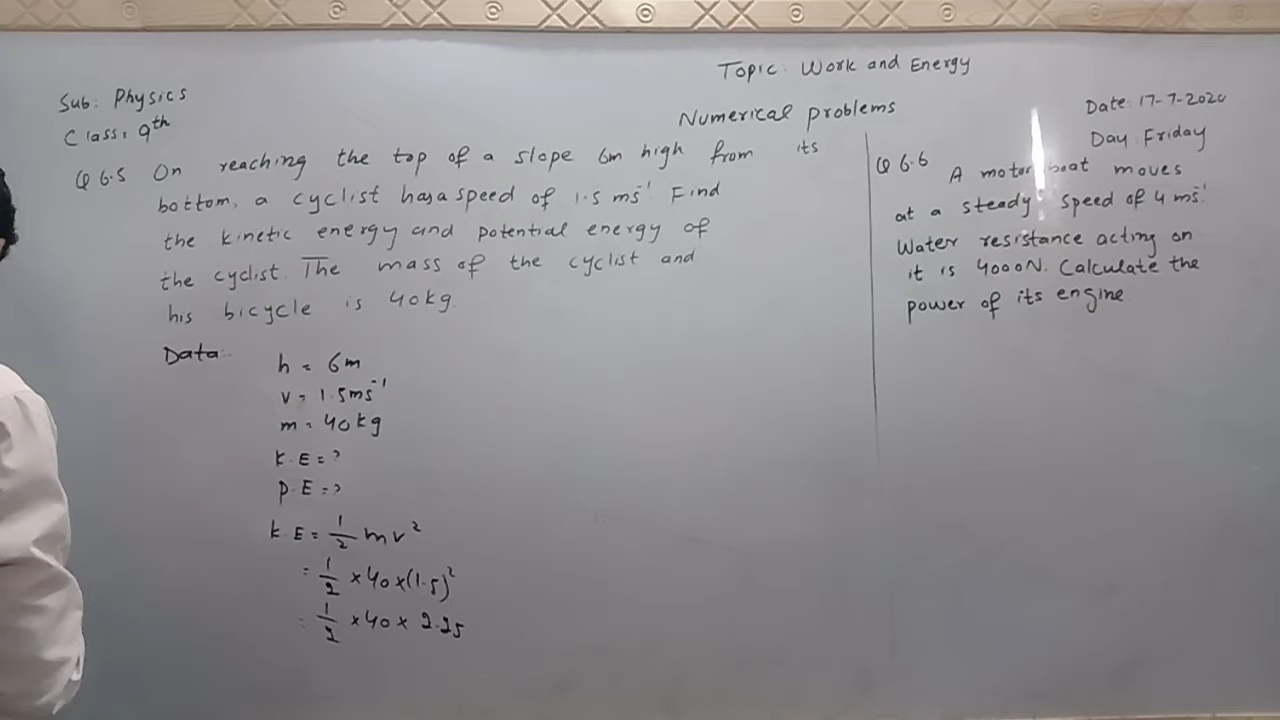 Topic: Work and Energy
Sub: Physics
Class: 9th
Numerical problems
Date: 17-7-2020
Day: Friday
Q 6.5 On reaching the top of a slope 6m high from its
bottom, a cyclist has a speed of 1.5 ms⁻¹ Find
the kinetic energy and potential energy of
the cyclist. The mass of the cyclist and
his bicycle is 40kg.
Data:
h = 6m
v = 1.5ms⁻¹
m = 40kg
K.E = ?
P.E = ?
K.E = 1/2 mv²
= 1/2 × 40 × (1.5)²
= 1/2 × 40 × 2.25
Q 6.6 A motor boat moves
at a steady speed of 4 ms⁻¹.
Water resistance acting on
it is 4000N. Calculate the
power of its engine